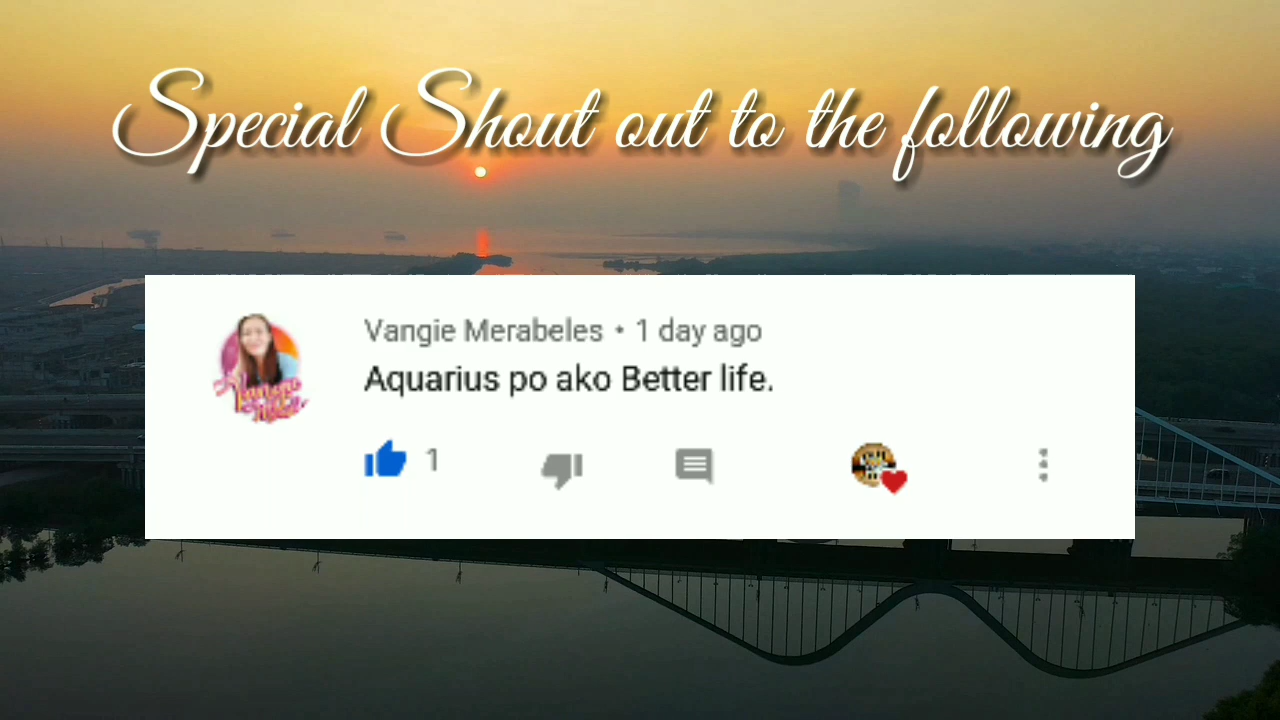 Special Shout out to the following
Vangie Merabeles • 1 day ago
Aquarius po ako Better life.
1